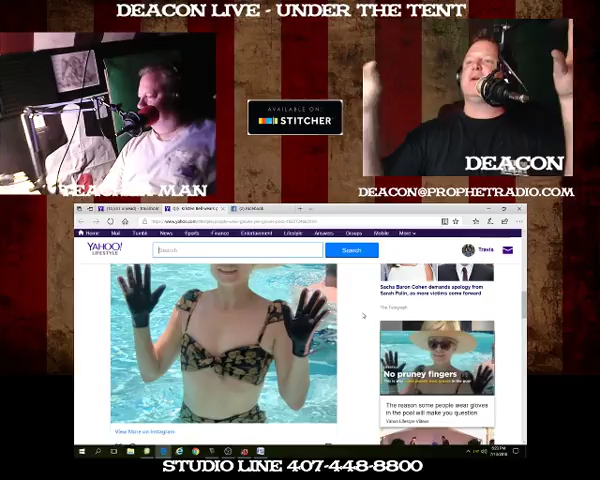 DEACON LIVE - UNDER THE TENT
AVAILABLE ON:
STITCHER
MAN
DEACON
DEACON@PROPHETRADIO.COM
Home Mail Tumblr News Sports Finance Entertainment Lifestyle Answers Groups Mobile More
YAHOO!
LIFESTYLE
Search
Search
Travis
Sacha Baron Cohen demands apology from
Sarah Palin, as more victims come forward
The Telegraph
No pruney fingers
The reason some people wear gloves
in the pool will make you question
Yahoo Lifestyle Videos
View More on Instagram
STUDIO LINE 407-448-8800